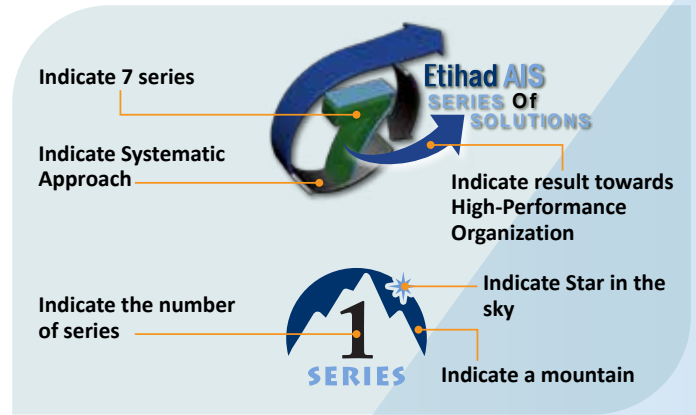 Indicate 7 series
Etihad AIS
SERIES Of
SOLUTIONS
7
Indicate Systematic
Approach
Indicate result towards
High-Performance
Organization
Indicate the number
of series
1
SERIES
Indicate Star in the
sky
Indicate a mountain